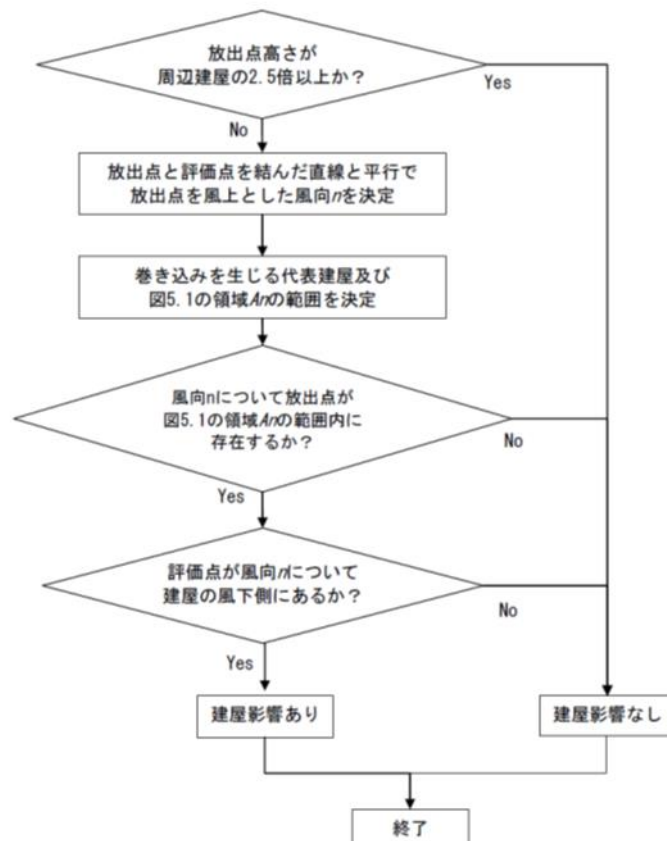 放出点高さが
周辺建屋の2.5倍以上か？
Yes
No
放出点と評価点を結んだ直線と平行で
放出点を風上とした風向nを決定
巻き込みを生じる代表建屋及び
図5.1の領域Anの範囲を決定
風向nについて放出点が
図5.1の領域Anの範囲内に
存在するか？
No
Yes
評価点が風向nについて
建屋の風下側にあるか？
No
Yes
建屋影響あり
建屋影響なし
終了